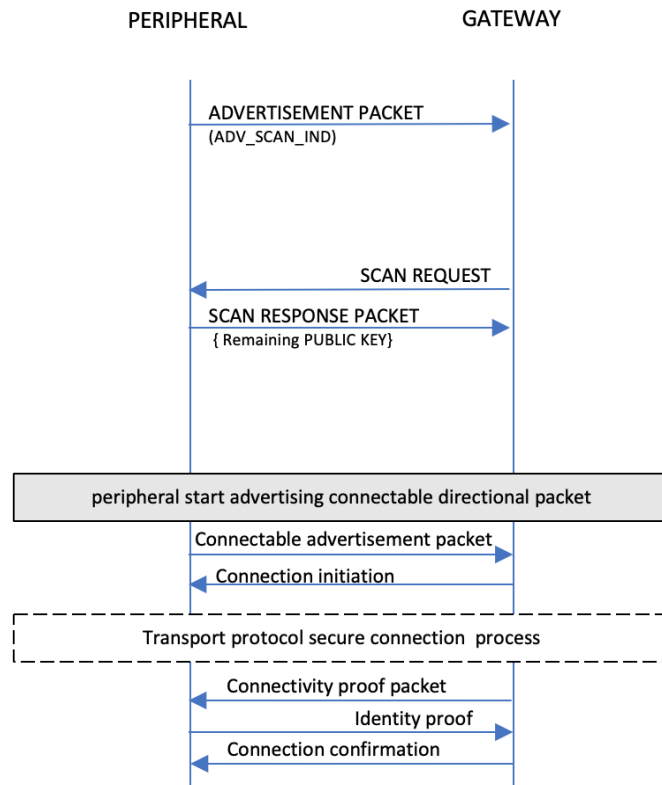 PERIPHERAL
GATEWAY
ADVERTISEMENT PACKET
(ADV_SCAN_IND)
SCAN REQUEST
SCAN RESPONSE PACKET
{ Remaining PUBLIC KEY}
peripheral start advertising connectable directional packet
Connectable advertisement packet
Connection initiation
Transport protocol secure connection process
Connectivity proof packet
Identity proof
Connection confirmation